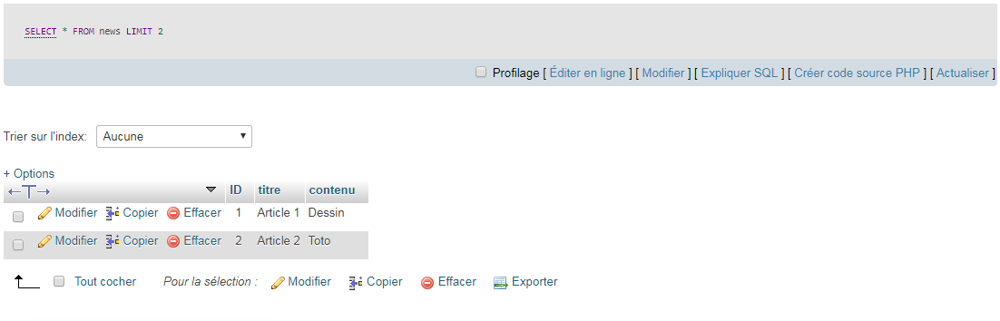 SELECT * FROM news LIMIT 2
Profilage [ Éditer en ligne ] [ Modifier ] [ Expliquer SQL ] [ Créer code source PHP ] [ Actualiser ]
Trier sur l'index: Aucune
+ Options
ID titre contenu
Modifier Copier Effacer 1 Article 1 Dessin
Modifier Copier Effacer 2 Article 2 Toto
Tout cocher Pour la sélection : Modifier Copier Effacer Exporter